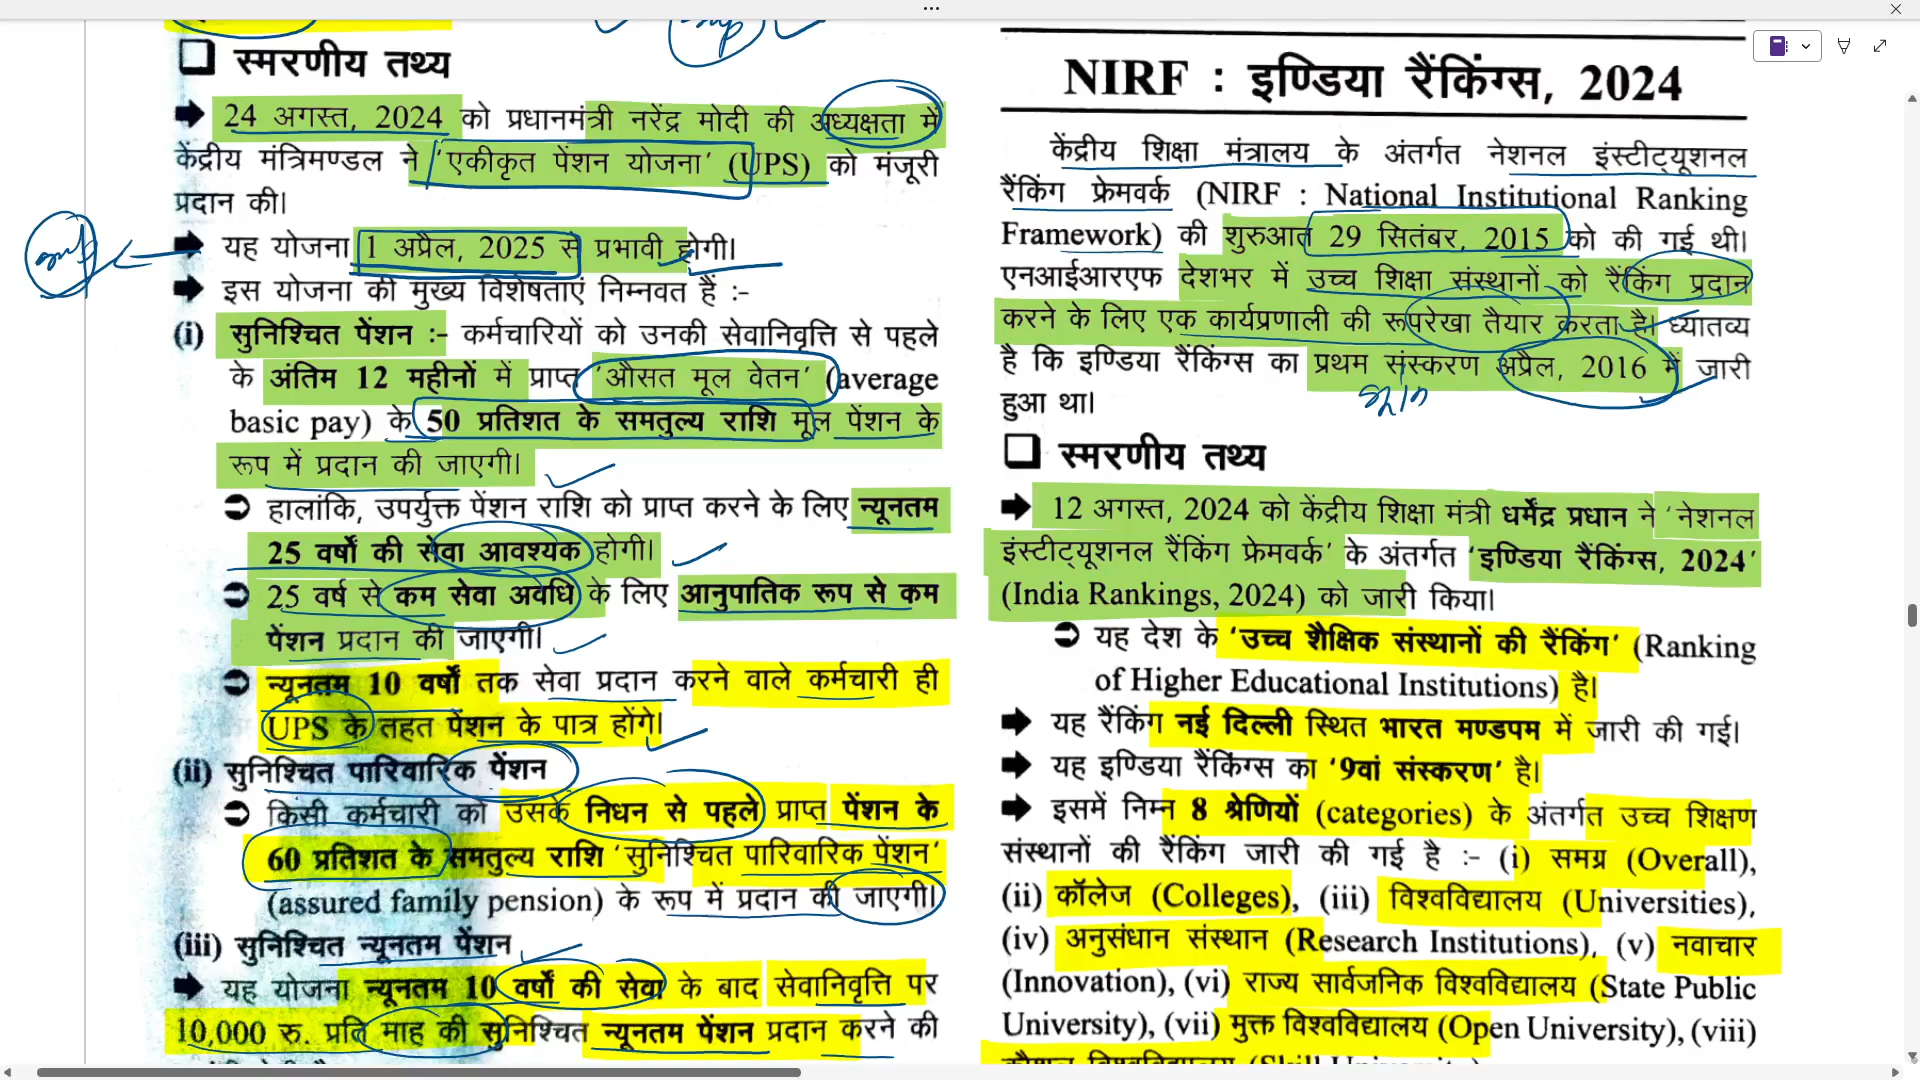 ❑ स्मरणीय तथ्य
24 अगस्त, 2024 को प्रधानमंत्री नरेंद्र मोदी की अध्यक्षता में
केंद्रीय मंत्रिमण्डल ने 'एकीकृत पेंशन योजना' (UPS) को मंजूरी
प्रदान की।
यह योजना 1 अप्रैल, 2025 से प्रभावी होगी।
इस योजना की मुख्य विशेषताएं निम्नवत हैं :-
(i) सुनिश्चित पेंशन :- कर्मचारियों को उनकी सेवानिवृत्ति से पहले
के अंतिम 12 महीनों में प्राप्त 'औसत मूल वेतन' (average
basic pay) के 50 प्रतिशत के समतुल्य राशि मूल पेंशन के
रूप में प्रदान की जाएगी।
हालांकि, उपर्युक्त पेंशन राशि को प्राप्त करने के लिए न्यूनतम
25 वर्षों की सेवा आवश्यक होगी।
25 वर्ष से कम सेवा अवधि के लिए आनुपातिक रूप से कम
पेंशन प्रदान की जाएगी।
न्यूनतम 10 वर्षों तक सेवा प्रदान करने वाले कर्मचारी ही
UPS के तहत पेंशन के पात्र होंगे।
(ii) सुनिश्चित पारिवारिक पेंशन
किसी कर्मचारी को उसके निधन से पहले प्राप्त पेंशन के
60 प्रतिशत के समतुल्य राशि 'सुनिश्चित पारिवारिक पेंशन'
(assured family pension) के रूप में प्रदान की जाएगी।
(iii) सुनिश्चित न्यूनतम पेंशन
यह योजना न्यूनतम 10 वर्षों की सेवा के बाद सेवानिवृत्ति पर
10,000 रु. प्रति माह की सुनिश्चित न्यूनतम पेंशन प्रदान करने की
NIRF : इण्डिया रैंकिंग्स, 2024
केंद्रीय शिक्षा मंत्रालय के अंतर्गत नेशनल इंस्टीट्यूशनल
रैंकिंग फ्रेमवर्क (NIRF : National Institutional Ranking
Framework) की शुरुआत 29 सितंबर, 2015 को की गई थी।
एनआईआरएफ देशभर में उच्च शिक्षा संस्थानों को रैंकिंग प्रदान
करने के लिए एक कार्यप्रणाली की रूपरेखा तैयार करता है। ध्यातव्य
है कि इण्डिया रैंकिंग्स का प्रथम संस्करण अप्रैल, 2016 में जारी
हुआ था।
❑ स्मरणीय तथ्य
12 अगस्त, 2024 को केंद्रीय शिक्षा मंत्री धर्मेंद्र प्रधान ने 'नेशनल
इंस्टीट्यूशनल रैंकिंग फ्रेमवर्क' के अंतर्गत 'इण्डिया रैंकिंग्स, 2024'
(India Rankings, 2024) को जारी किया।
यह देश के 'उच्च शैक्षिक संस्थानों की रैंकिंग' (Ranking
of Higher Educational Institutions) है।
यह रैंकिंग नई दिल्ली स्थित भारत मण्डपम में जारी की गई।
यह इण्डिया रैंकिंग्स का '9वां संस्करण' है।
इसमें निम्न 8 श्रेणियों (categories) के अंतर्गत उच्च शिक्षण
संस्थानों की रैंकिंग जारी की गई है :- (i) समग्र (Overall),
(ii) कॉलेज (Colleges), (iii) विश्वविद्यालय (Universities),
(iv) अनुसंधान संस्थान (Research Institutions), (v) नवाचार
(Innovation), (vi) राज्य सार्वजनिक विश्वविद्यालय (State Public
University), (vii) मुक्त विश्वविद्यालय (Open University), (viii)